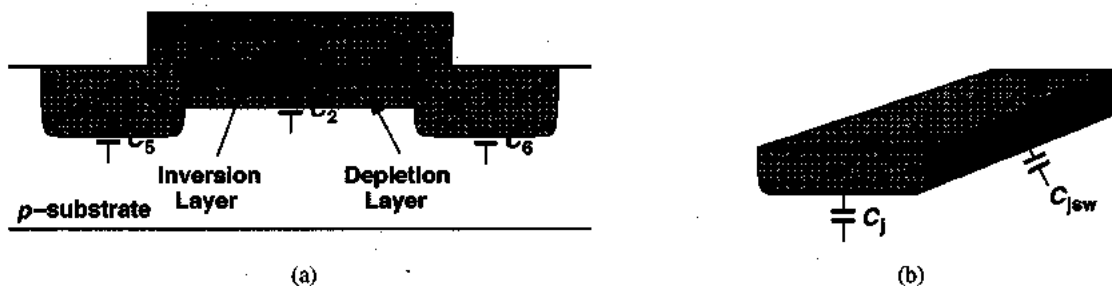 C5
C2
C6
Inversion
Layer
Depletion
Layer
p–substrate
Cj
Cjsw
(a)
(b)